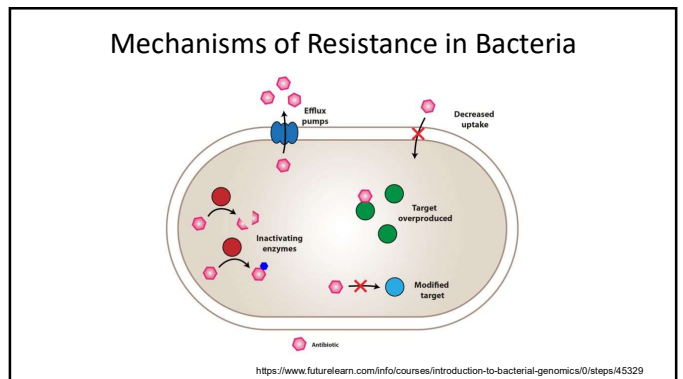 Mechanisms of Resistance in Bacteria
Efflux
pumps
Decreased
uptake
Target
overproduced
Inactivating
enzymes
Modified
target
Antibiotic
https://www.futurelearn.com/info/courses/introduction-to-bacterial-genomics/0/steps/45329